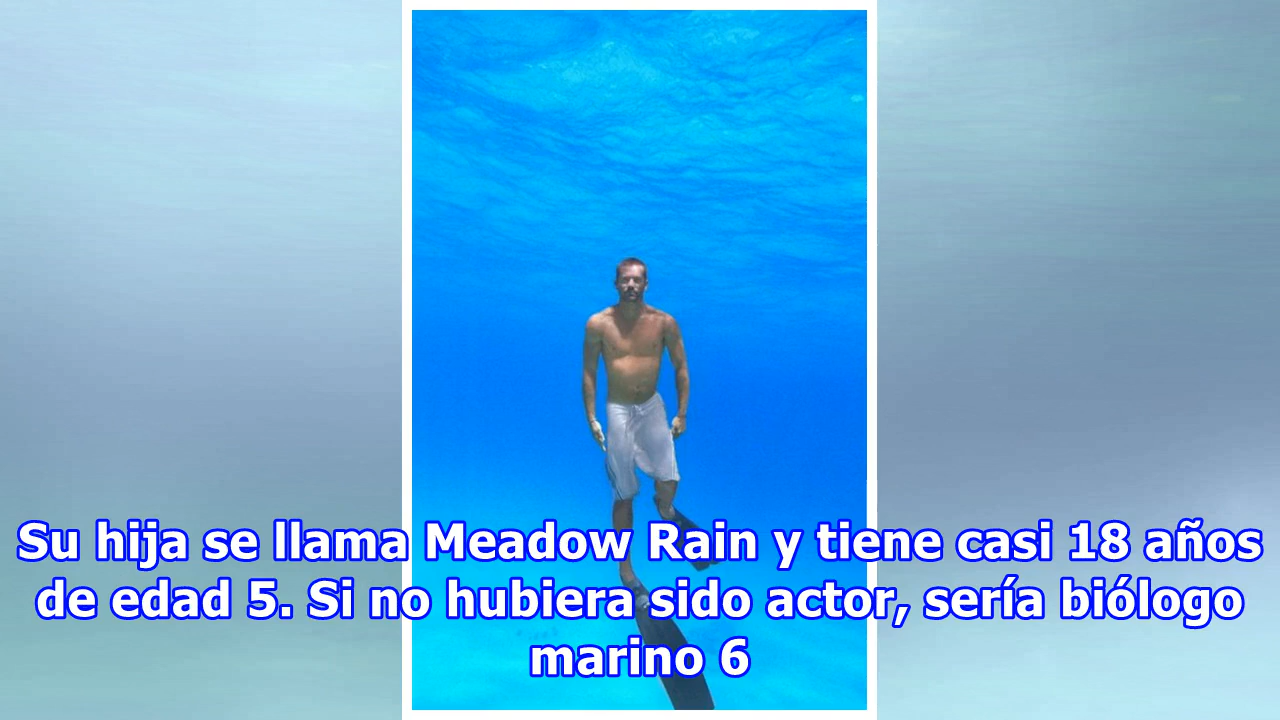 Su hija se llama Meadow Rain y tiene casi 18 años
de edad 5. Si no hubiera sido actor, sería biólogo
marino 6